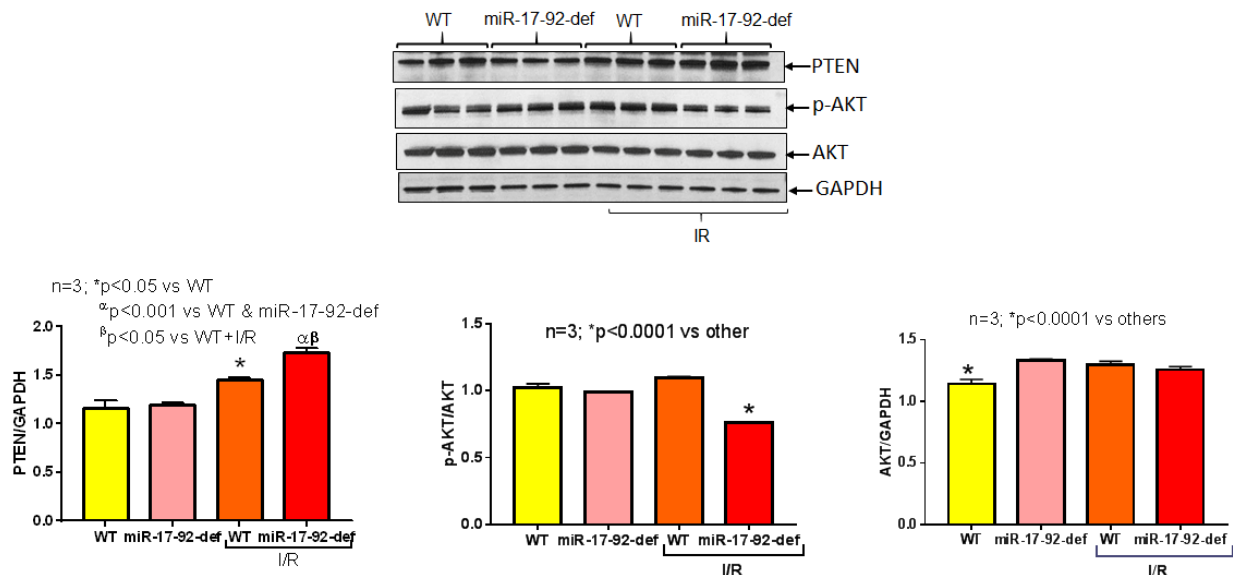 WT miR-17-92-def WT miR-17-92-def
PTEN
p-AKT
AKT
GAPDH
IR
n=3; *p<0.05 vs WT
αp<0.001 vs WT & miR-17-92-def
βp<0.05 vs WT+I/R
2.0
1.5
1.0
0.5
0.0
PTEN/GAPDH
*
αβ
WT miR-17-92-def WT miR-17-92-def
I/R
n=3; *p<0.0001 vs other
1.5
1.0
0.5
0.0
p-AKT/AKT
*
WT miR-17-92-def WT miR-17-92-def
I/R
n=3; *p<0.0001 vs others
1.5
1.0
0.5
0.0
AKT/GAPDH
*
WT miR-17-92-def WT miR-17-92-def
I/R